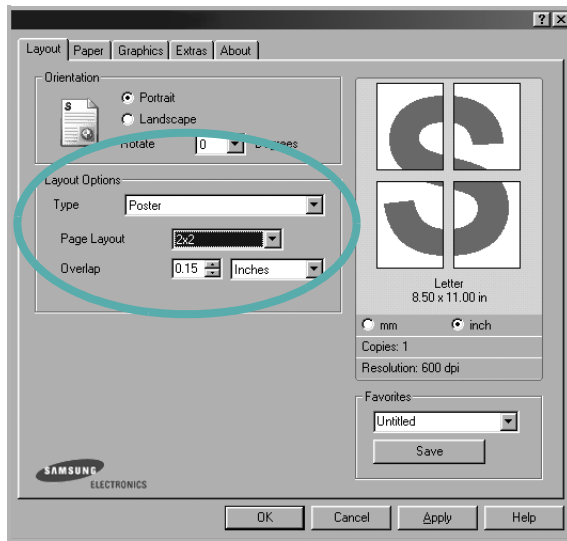 ? ×
Layout Paper Graphics Extras About
Orientation
S
Portrait
Landscape
Rotate 0 Degrees
Layout Options
Type Poster
Page Layout 2x2
Overlap 0.15 Inches
S
Letter
8.50 x 11.00 in
mm inch
Copies: 1
Resolution: 600 dpi
Favorites
Untitled
Save
SAMSUNG
ELECTRONICS
OK Cancel Apply Help